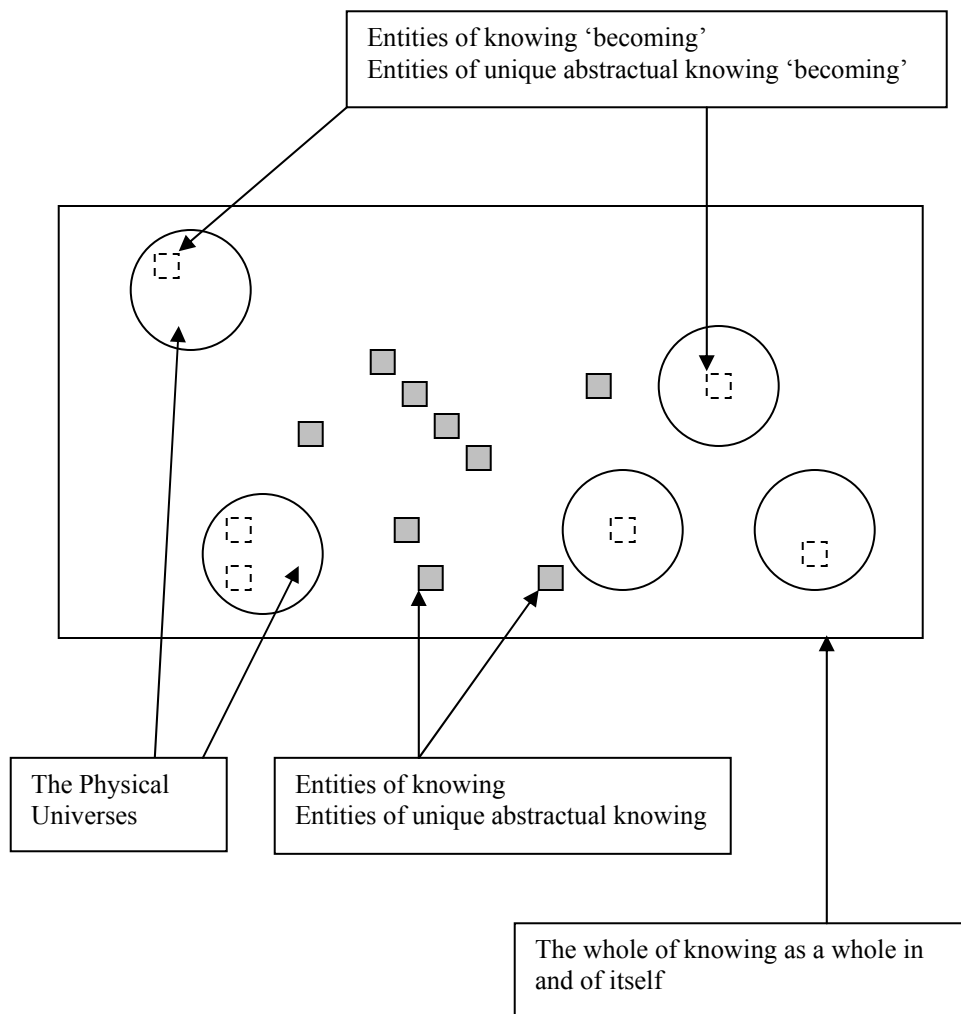 Entities of knowing ‘becoming’
Entities of unique abstractual knowing ‘becoming’
The Physical
Universes
Entities of knowing
Entities of unique abstractual knowing
The whole of knowing as a whole in
and of itself